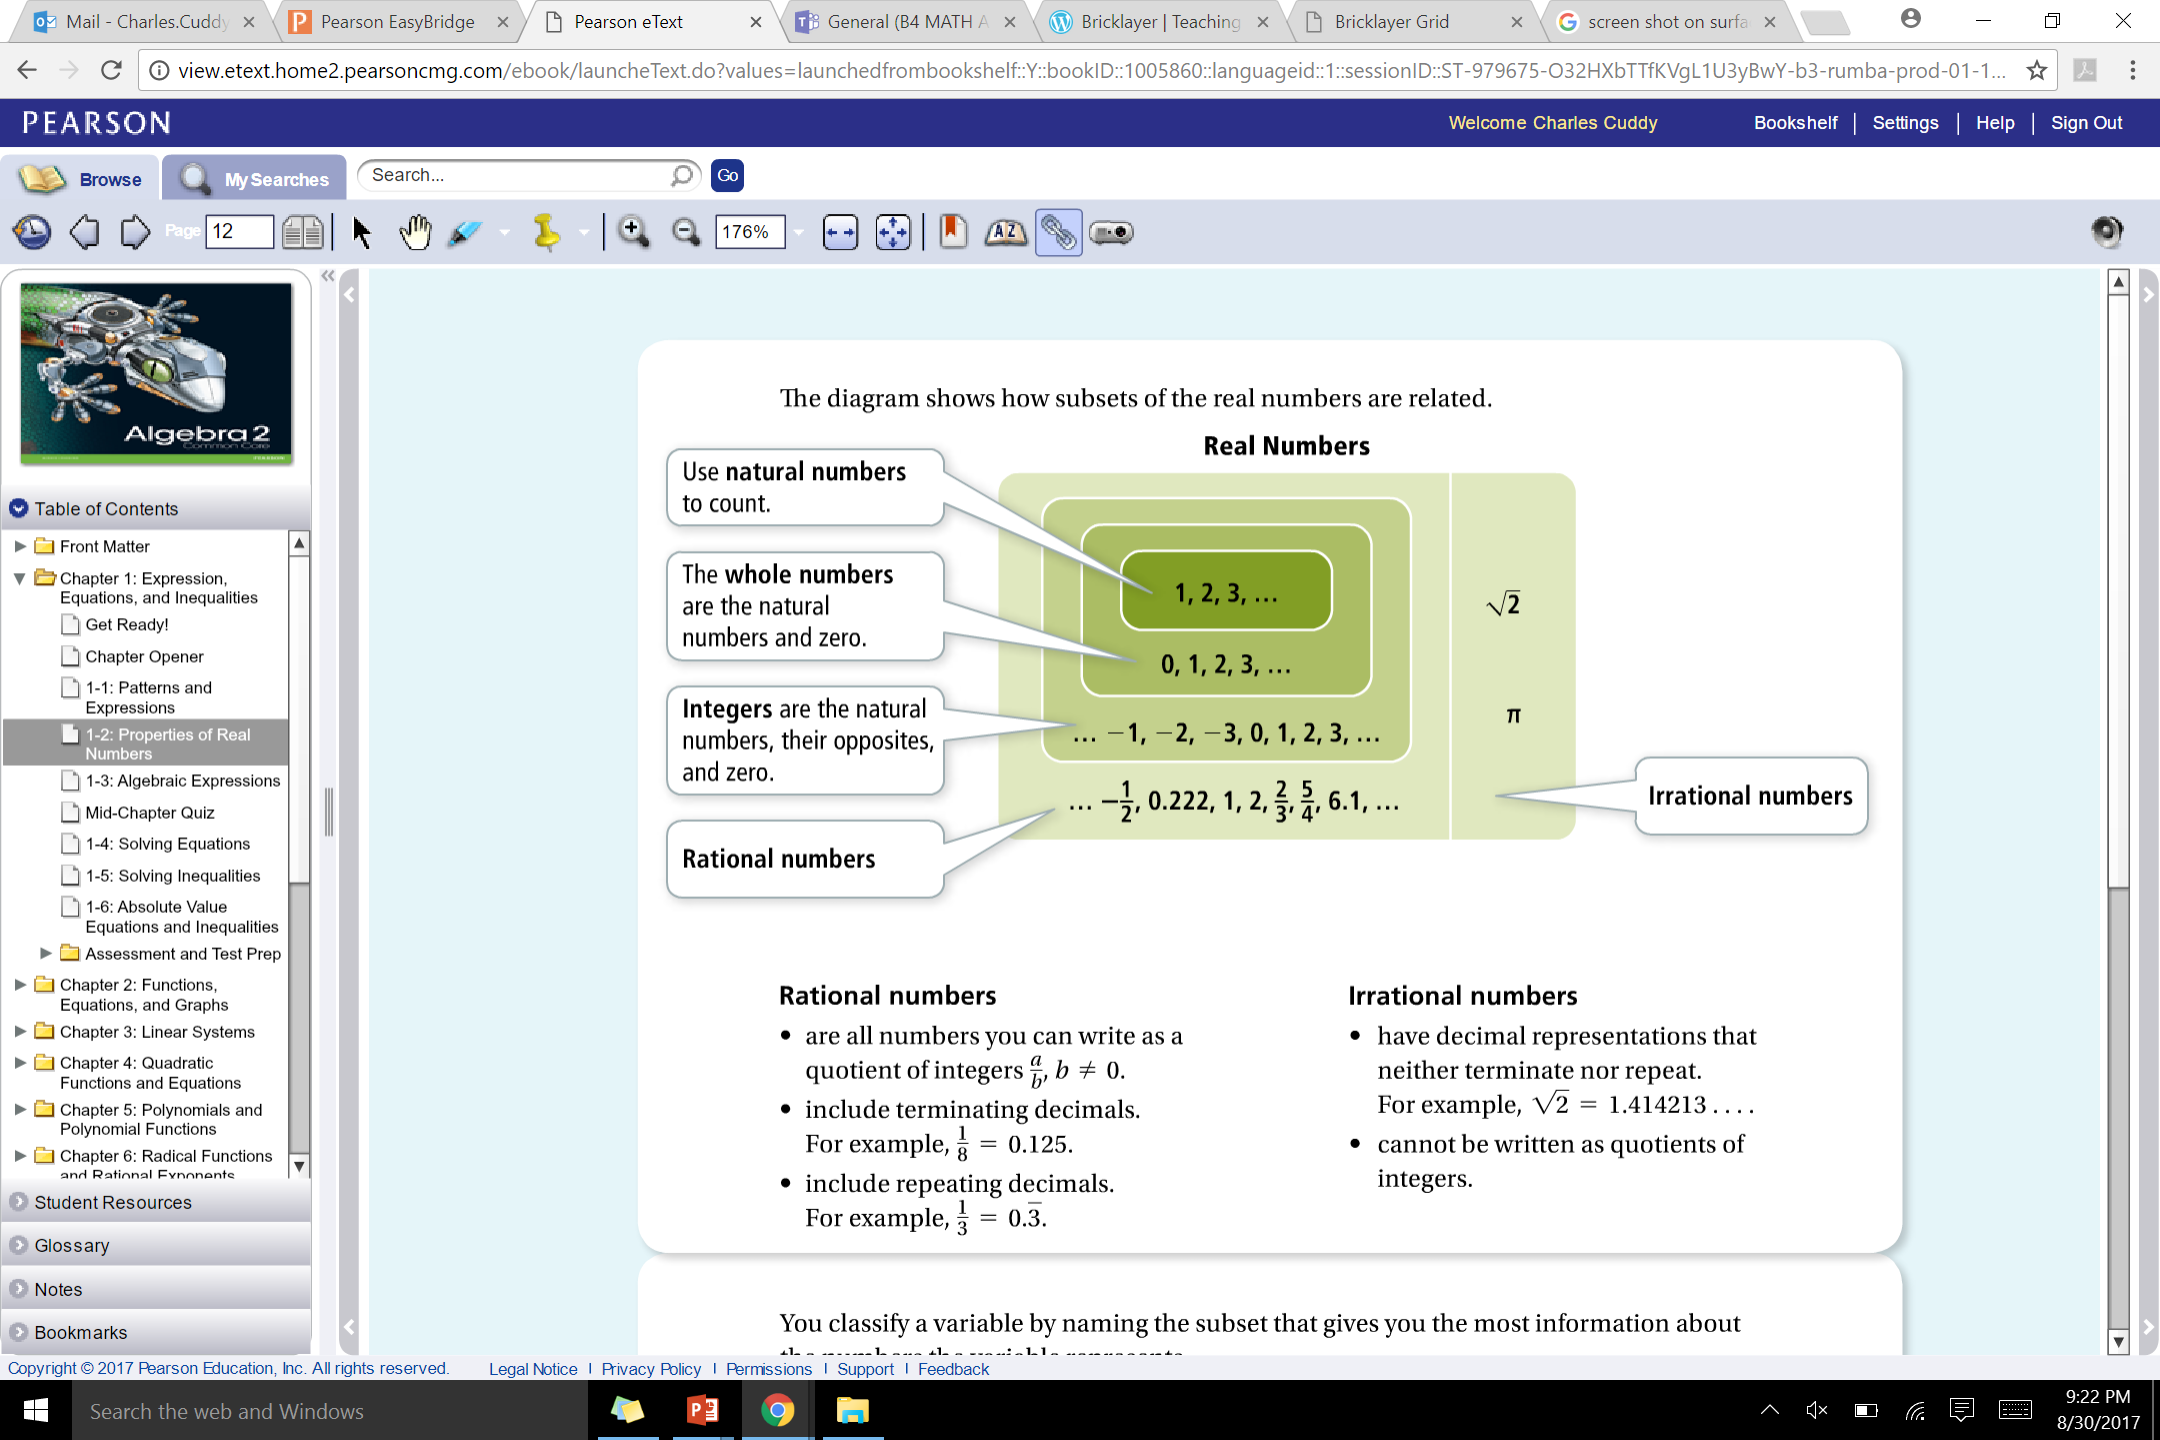 Mail - Charles.Cuddy
Pearson EasyBridge
Pearson eText
General (B4 MATH A
Bricklayer | Teaching
Bricklayer Grid
screen shot on surfa
view.etext.home2.pearsoncmg.com/ebook/launcheText.do?values=launchedfrombookshelf::Y::bookID::1005860::languageid::1::sessionID::ST-979675-O32HXbTTfKVgL1U3yBwY-b3-rumba-prod-01-1...
PEARSON
Welcome Charles Cuddy
Bookshelf | Settings | Help | Sign Out
Browse
My Searches
Search...
Go
Page
12
176%
A Z
Algebra 2
Common Core
Table of Contents
Front Matter
Chapter 1: Expression,
Equations, and Inequalities
Get Ready!
Chapter Opener
1-1: Patterns and
Expressions
1-2: Properties of Real
Numbers
1-3: Algebraic Expressions
Mid-Chapter Quiz
1-4: Solving Equations
1-5: Solving Inequalities
1-6: Absolute Value
Equations and Inequalities
Assessment and Test Prep
Chapter 2: Functions,
Equations, and Graphs
Chapter 3: Linear Systems
Chapter 4: Quadratic
Functions and Equations
Chapter 5: Polynomials and
Polynomial Functions
Chapter 6: Radical Functions
and Rational Exponents
Student Resources
Glossary
Notes
Bookmarks
The diagram shows how subsets of the real numbers are related.
Real Numbers
Use natural numbers
to count.
The whole numbers
are the natural
numbers and zero.
Integers are the natural
numbers, their opposites,
and zero.
Rational numbers
1, 2, 3, ...
0, 1, 2, 3, ...
... −1, −2, −3, 0, 1, 2, 3, ...
... −1/2, 0.222, 1, 2, 2/3, 5/4, 6.1, ...
√2
π
Irrational numbers
Rational numbers
• are all numbers you can write as a
quotient of integers a/b, b ≠ 0.
• include terminating decimals.
For example, 1/8 = 0.125.
• include repeating decimals.
For example, 1/3 = 0.3̅.
Irrational numbers
• have decimal representations that
neither terminate nor repeat.
For example, √2 = 1.414213 . . . .
• cannot be written as quotients of
integers.
You classify a variable by naming the subset that gives you the most information about
the numbers the variable represents.
Copyright © 2017 Pearson Education, Inc. All rights reserved.
Legal Notice | Privacy Policy | Permissions | Support | Feedback
Search the web and Windows
9:22 PM
8/30/2017